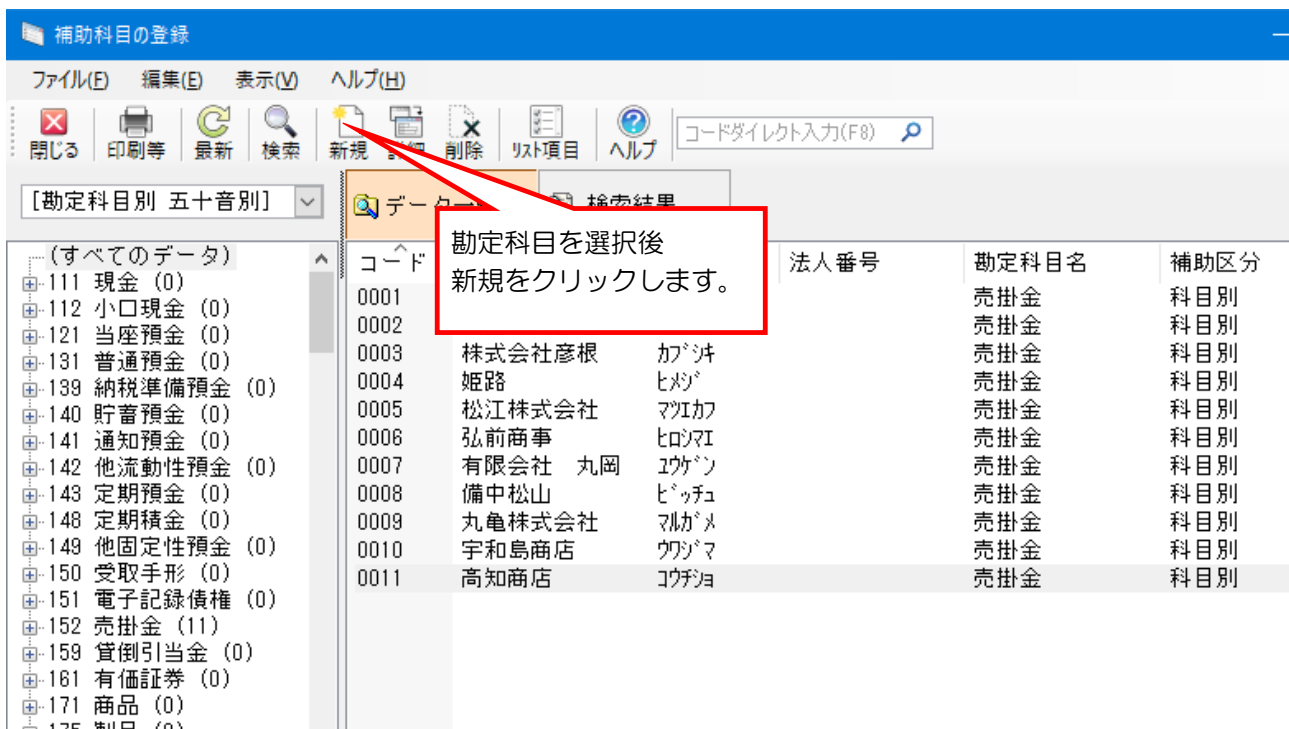 補助科目の登録
ファイル(F) 編集(E) 表示(V) ヘルプ(H)
閉じる 印刷等 最新 検索 新規 詳細 削除 リスト項目 ヘルプ コードダイレクト入力(F8)
[勘定科目別 五十音別] データ一 検索結果
勘定科目を選択後
新規をクリックします。
(すべてのデータ)
111 現金 (0)
112 小口現金 (0)
121 当座預金 (0)
131 普通預金 (0)
139 納税準備預金 (0)
140 貯蓄預金 (0)
141 通知預金 (0)
142 他流動性預金 (0)
143 定期預金 (0)
148 定期積金 (0)
149 他固定性預金 (0)
150 受取手形 (0)
151 電子記録債権 (0)
152 売掛金 (11)
159 貸倒引当金 (0)
161 有価証券 (0)
171 商品 (0)
175 製品 (0)
コード 法人番号 勘定科目名 補助区分
0001 売掛金 科目別
0002 売掛金 科目別
0003 株式会社彦根 ｶﾌﾞｼｷ 売掛金 科目別
0004 姫路 ﾋﾒｼﾞ 売掛金 科目別
0005 松江株式会社 ﾏﾂｴｶﾌ 売掛金 科目別
0006 弘前商事 ﾋﾛｼﾏｴ 売掛金 科目別
0007 有限会社 丸岡 ﾕｳｹﾞﾝ 売掛金 科目別
0008 備中松山 ﾋﾞｯﾁｭ 売掛金 科目別
0009 丸亀株式会社 ﾏﾙｶﾞﾒ 売掛金 科目別
0010 宇和島商店 ｳﾜｼﾞﾏ 売掛金 科目別
0011 高知商店 ｺｳﾁｼｮ 売掛金 科目別